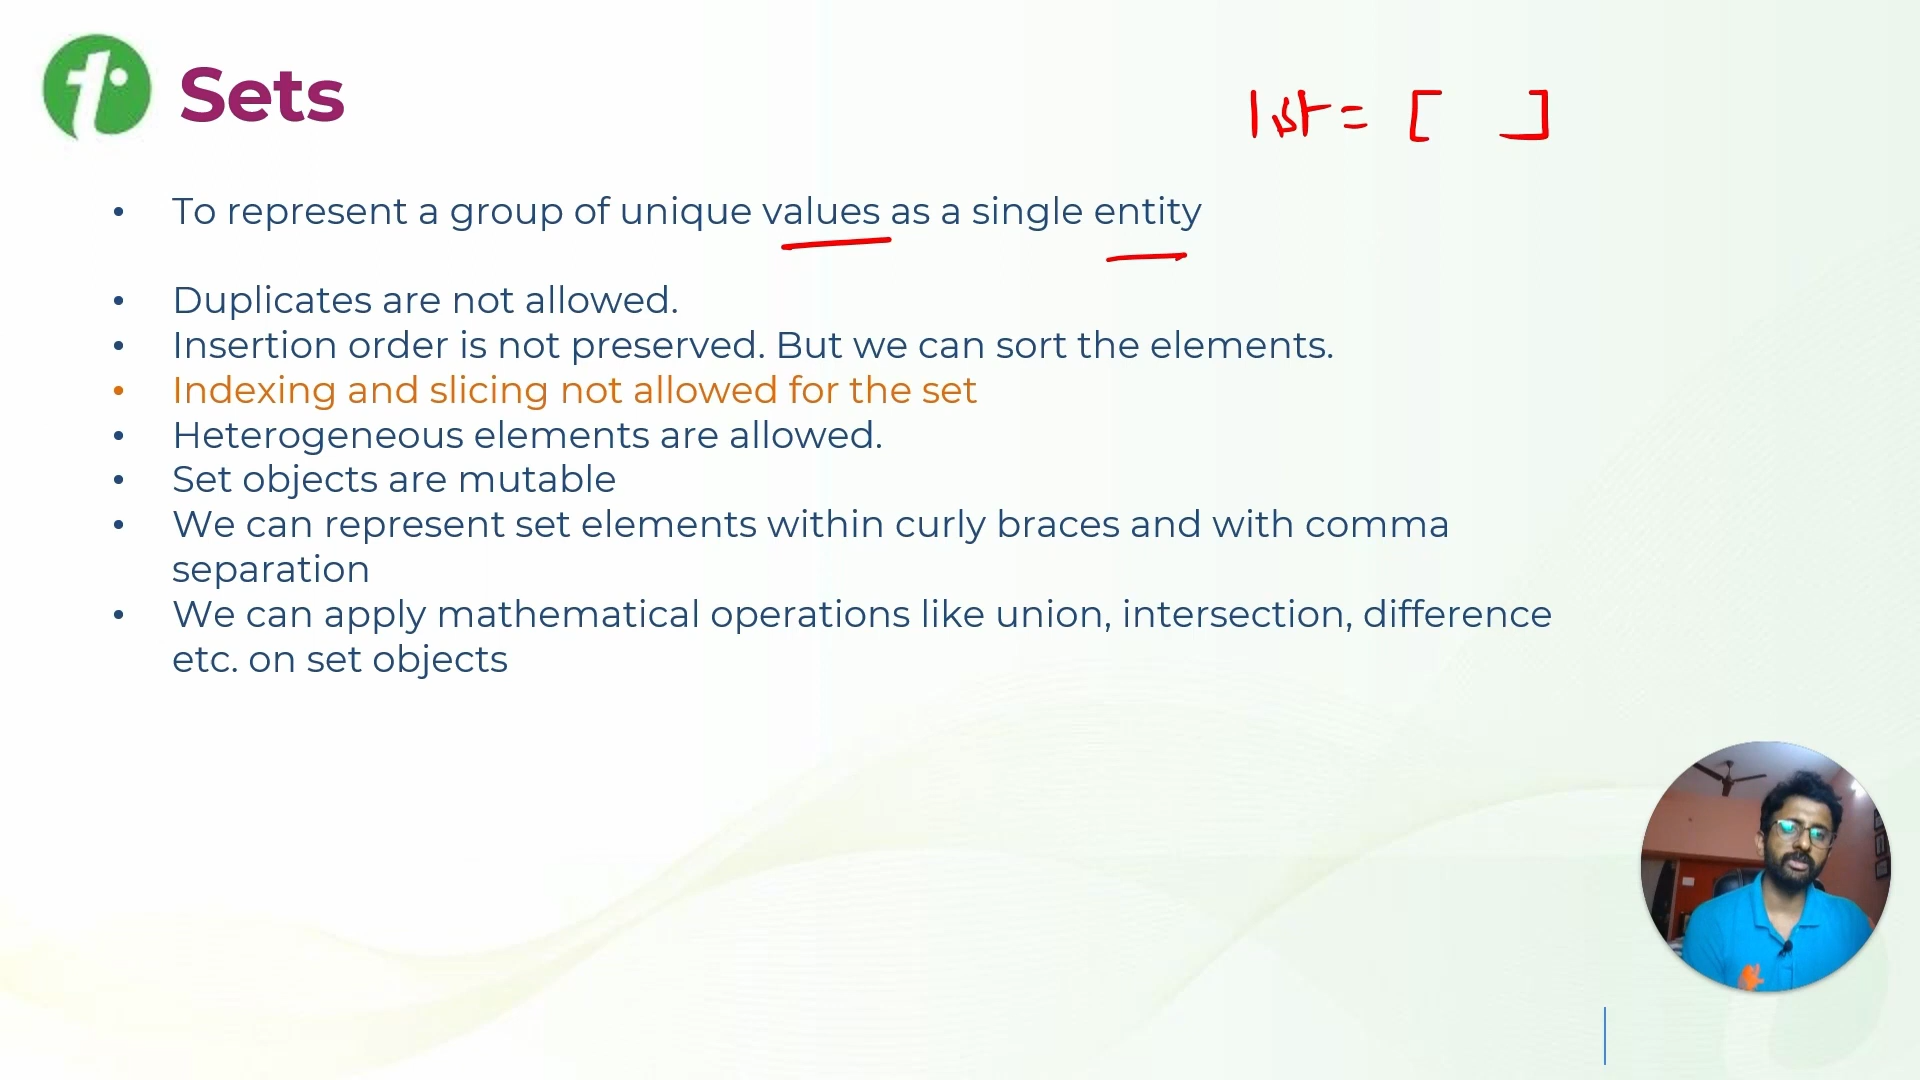 Sets
lst = [ ]
• To represent a group of unique values as a single entity
• Duplicates are not allowed.
• Insertion order is not preserved. But we can sort the elements.
• Indexing and slicing not allowed for the set
• Heterogeneous elements are allowed.
• Set objects are mutable
• We can represent set elements within curly braces and with comma
separation
• We can apply mathematical operations like union, intersection, difference
etc. on set objects